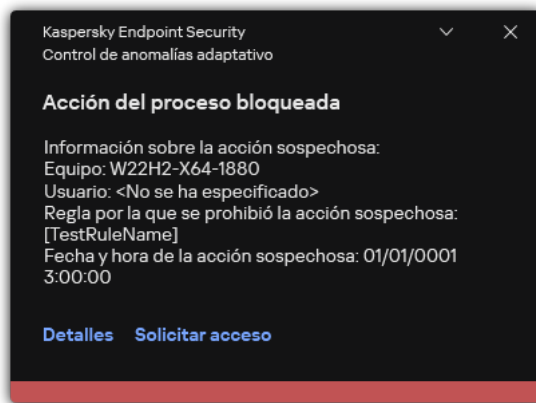 Kaspersky Endpoint Security
Control de anomalías adaptativo
Acción del proceso bloqueada
Información sobre la acción sospechosa:
Equipo: W22H2-X64-1880
Usuario: <No se ha especificado>
Regla por la que se prohibió la acción sospechosa:
[TestRuleName]
Fecha y hora de la acción sospechosa: 01/01/0001
3:00:00
Detalles Solicitar acceso